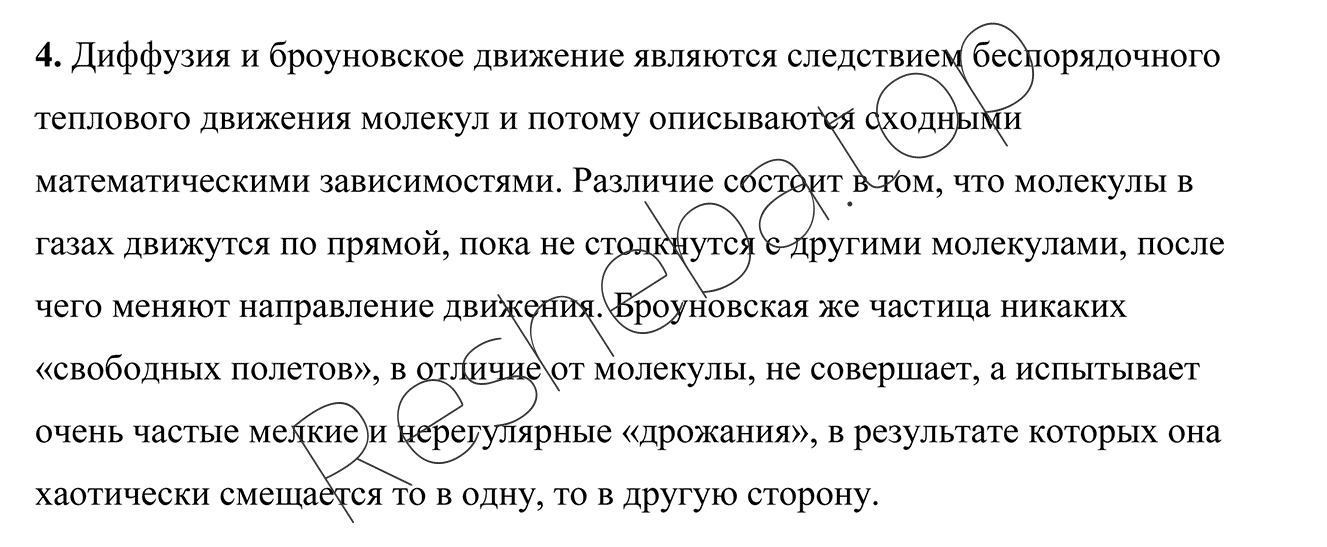 4. Диффузия и броуновское движение являются следствием беспорядочного
теплового движения молекул и потому описываются сходными
математическими зависимостями. Различие состоит в том, что молекулы в
газах движутся по прямой, пока не столкнутся с другими молекулами, после
чего меняют направление движения. Броуновская же частица никаких
«свободных полетов», в отличие от молекулы, не совершает, а испытывает
очень частые мелкие и нерегулярные «дрожания», в результате которых она
хаотически смещается то в одну, то в другую сторону.
Resheba.top